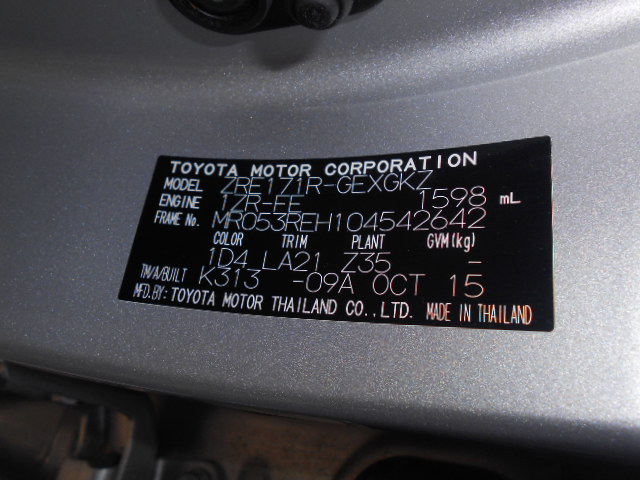 TOYOTA MOTOR CORPORATION
MODEL ZRE171R-GEXGKZ
ENGINE 1ZR-FE 1598 mL
FRAME No. MR053REH104542642
COLOR TRIM PLANT GVM(kg)
1D4 LA21 Z35 -
TM/A/BUILT K313 -09A OCT 15
MFD.BY: TOYOTA MOTOR THAILAND CO.,LTD. MADE IN THAILAND